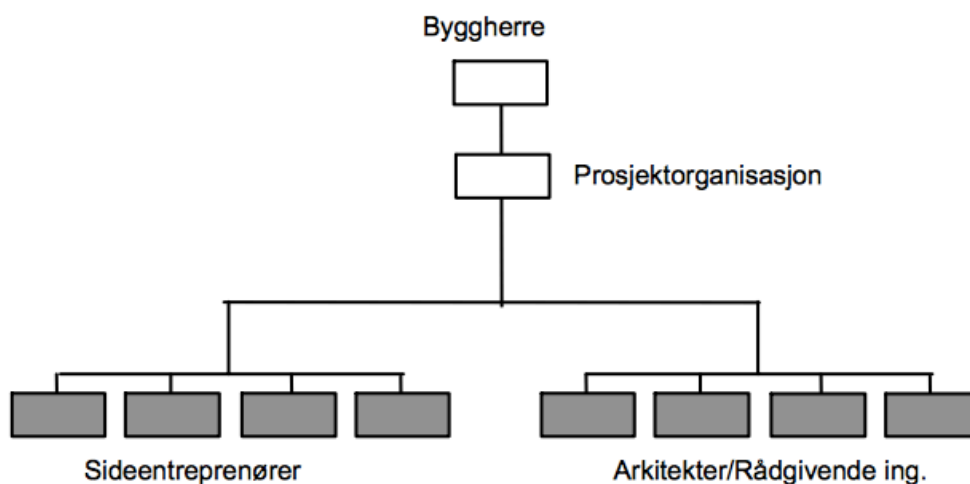 Byggherre
Prosjektorganisasjon
Sideentreprenører
Arkitekter/Rådgivende ing.